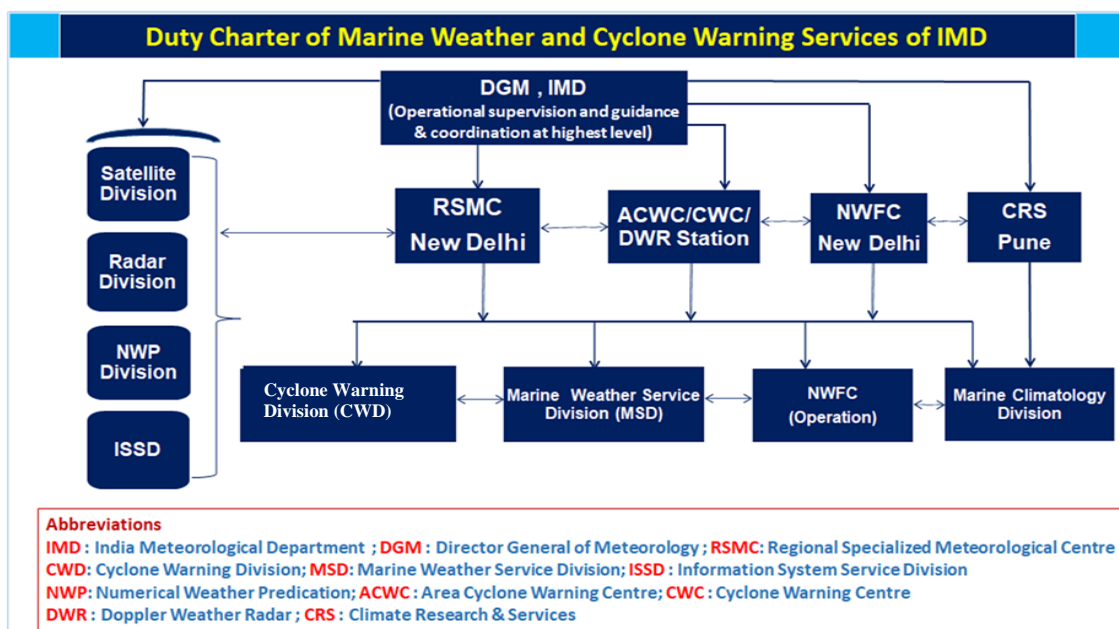 Duty Charter of Marine Weather and Cyclone Warning Services of IMD
DGM , IMD
(Operational supervision and guidance
& coordination at highest level)
Satellite
Division
Radar
Division
NWP
Division
ISSD
RSMC
New Delhi
ACWC/CWC/
DWR Station
NWFC
New Delhi
CRS
Pune
Cyclone Warning
Division (CWD)
Marine Weather Service
Division (MSD)
NWFC
(Operation)
Marine Climatology
Division
Abbreviations
IMD : India Meteorological Department ; DGM : Director General of Meteorology ; RSMC: Regional Specialized Meteorological Centre
CWD: Cyclone Warning Division; MSD: Marine Weather Service Division; ISSD : Information System Service Division
NWP: Numerical Weather Predication; ACWC : Area Cyclone Warning Centre; CWC : Cyclone Warning Centre
DWR : Doppler Weather Radar ; CRS : Climate Research & Services